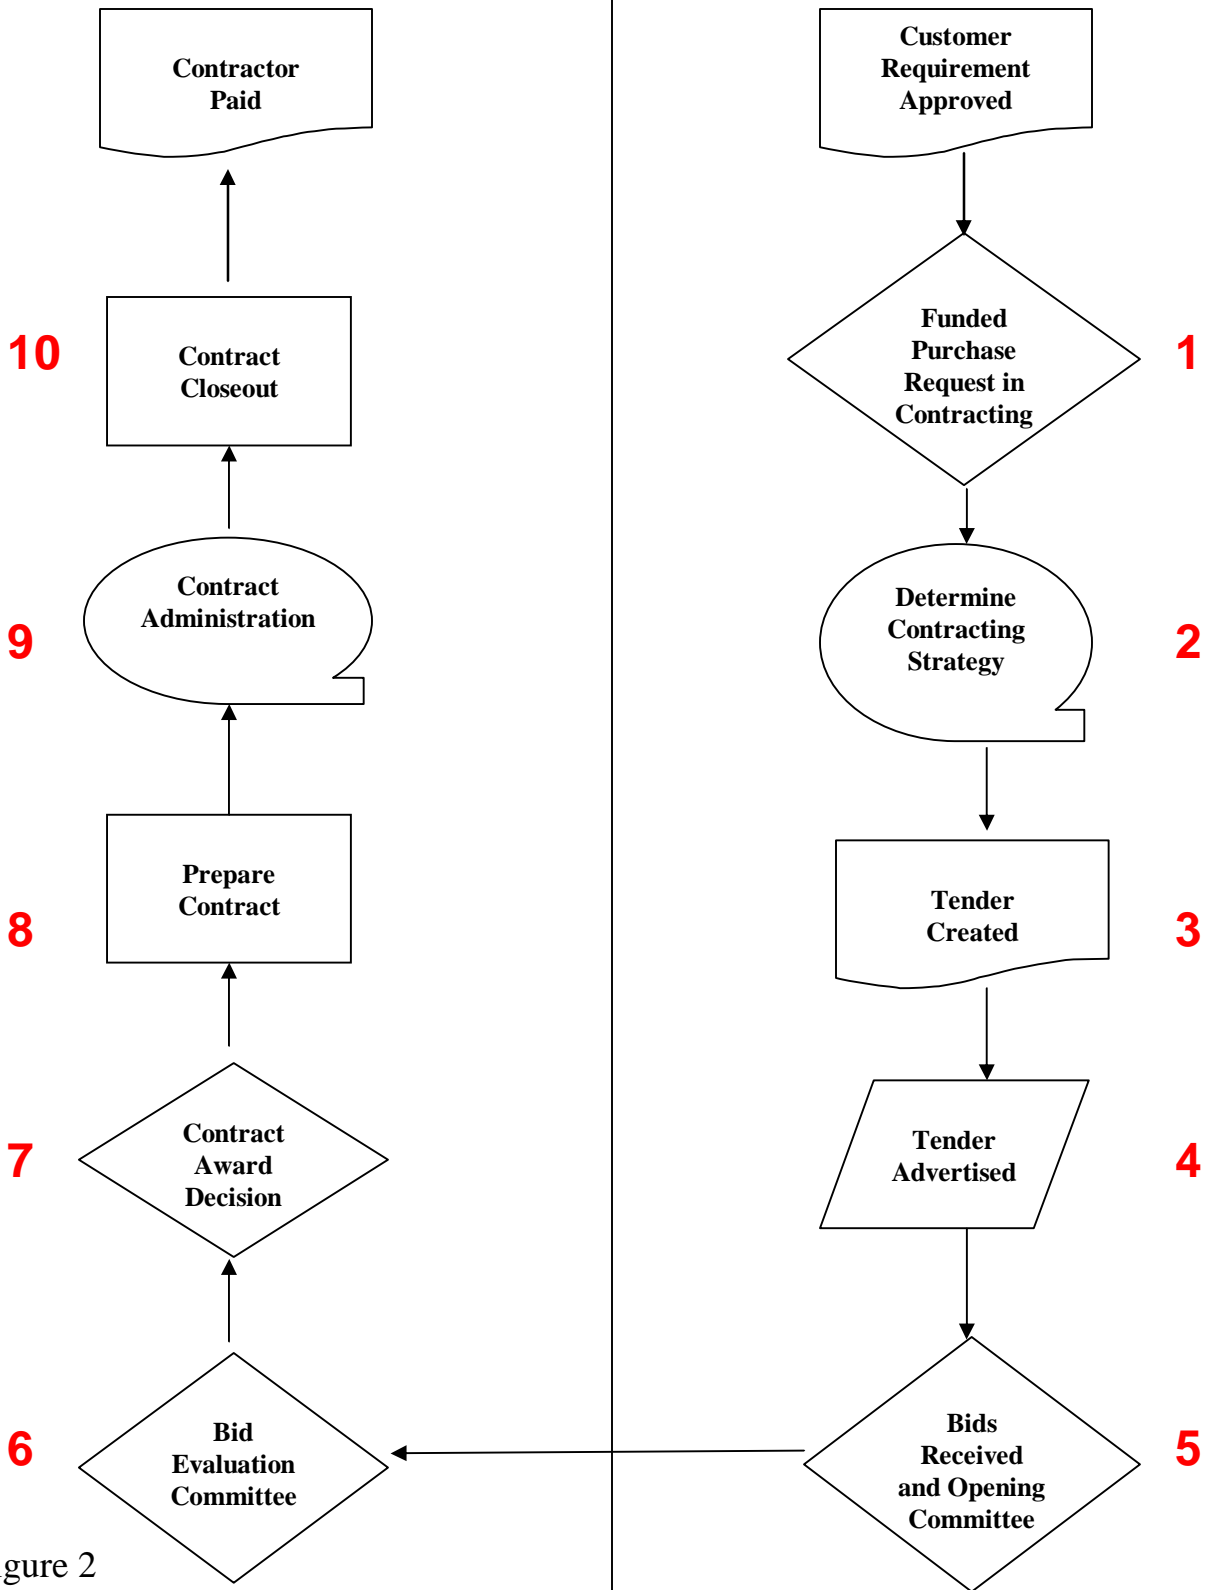 Customer
Requirement
Approved
Funded
Purchase
Request in
Contracting
1
Determine
Contracting
Strategy
2
Tender
Created
3
Tender
Advertised
4
Bids
Received
and Opening
Committee
5
Bid
Evaluation
Committee
6
Contract
Award
Decision
7
Prepare
Contract
8
Contract
Administration
9
Contract
Closeout
10
Contractor
Paid
gure 2